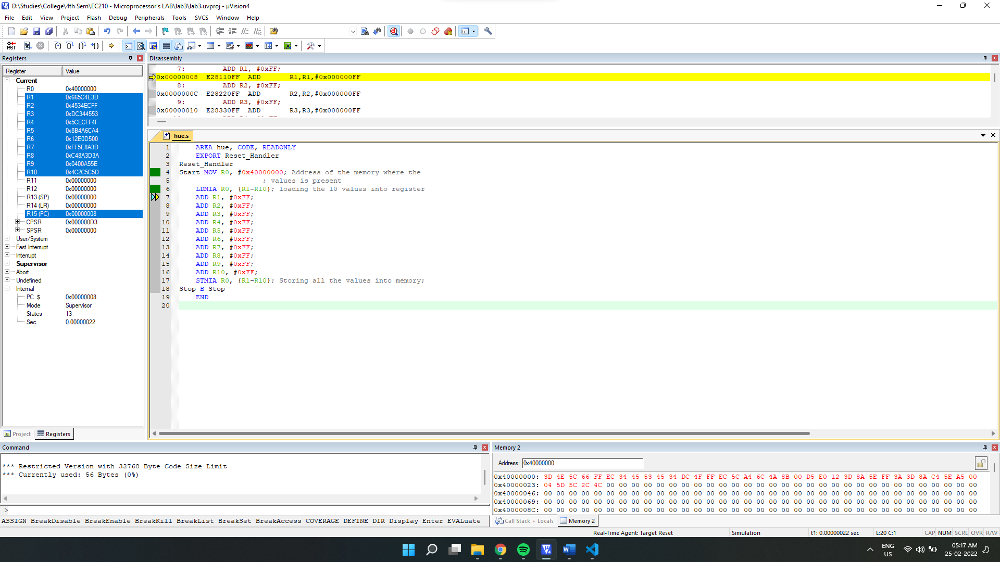 D:\Studies\College\4th Sem\EC210 - Microprocessor's LAB\lab3\lab3.uvproj - µVision4
File Edit View Project Flash Debug Peripherals Tools SVCS Window Help
Registers
Register Value
Current
R0 0x40000000
R1 0x665C4E3D
R2 0x4534ECFF
R3 0xDC344553
R4 0x5CECFF4F
R5 0x8B4A6CA4
R6 0x12E0D500
R7 0xFF5E8A3D
R8 0xC48A3D3A
R9 0x0400A55E
R10 0x4C2C5C5D
R11 0x00000000
R12 0x00000000
R13 (SP) 0x00000000
R14 (LR) 0x00000000
R15 (PC) 0x00000008
CPSR 0x000000D3
SPSR 0x00000000
User/System
Fast Interrupt
Interrupt
Supervisor
Abort
Undefined
Internal
PC $ 0x00000008
Mode Supervisor
States 13
Sec 0.00000022
Project Registers
Disassembly
7: ADD R1, #0xFF;
0x00000008 E28110FF ADD R1,R1,#0x000000FF
8: ADD R2, #0xFF;
0x0000000C E28220FF ADD R2,R2,#0x000000FF
9: ADD R3, #0xFF;
0x00000010 E28330FF ADD R3,R3,#0x000000FF
hue.s
1 AREA hue, CODE, READONLY
2 EXPORT Reset_Handler
3 Reset_Handler
4 Start MOV R0, #0x40000000; Address of the memory where the
5 ; values is present
6 LDMIA R0, {R1-R10}; loading the 10 values into register
7 ADD R1, #0xFF;
8 ADD R2, #0xFF;
9 ADD R3, #0xFF;
10 ADD R4, #0xFF;
11 ADD R5, #0xFF;
12 ADD R6, #0xFF;
13 ADD R7, #0xFF;
14 ADD R8, #0xFF;
15 ADD R9, #0xFF;
16 ADD R10, #0xFF;
17 STMIA R0, {R1-R10}; Storing all the values into memory;
18 Stop B Stop
19 END
20
Command
*** Restricted Version with 32768 Byte Code Size Limit
*** Currently used: 56 Bytes (0%)
>
ASSIGN BreakDisable BreakEnable BreakKill BreakList BreakSet BreakAccess COVERAGE DEFINE DIR Display Enter EVALuate
Memory 2
Address: 0x40000000
0x40000000: 3D 4E 5C 66 FF EC 34 45 53 45 34 DC 4F FF EC 5C A4 6C 4A 8B 00 D5 E0 12 3D 8A 5E FF 3A 3D 8A C4 5E A5 00
0x40000023: 04 5D 5C 2C 4C 00 00 00 00 00 00 00 00 00 00 00 00 00 00 00 00 00 00 00 00 00 00 00 00 00 00 00 00 00 00
0x40000046: 00 00 00 00 00 00 00 00 00 00 00 00 00 00 00 00 00 00 00 00 00 00 00 00 00 00 00 00 00 00 00 00 00 00 00
0x40000069: 00 00 00 00 00 00 00 00 00 00 00 00 00 00 00 00 00 00 00 00 00 00 00 00 00 00 00 00 00 00 00 00 00 00 00
0x4000008C: 00 00 00 00 00 00 00 00 00 00 00 00 00 00 00 00 00 00 00 00 00 00 00 00 00 00 00 00 00 00 00 00 00 00 00
Call Stack + Locals Memory 2
Real-Time Agent: Target Reset Simulation t1: 0.00000022 sec L:20 C:1 CAP NUM SCRL OVR R/W
ENG
US
05:17 AM
25-02-2022